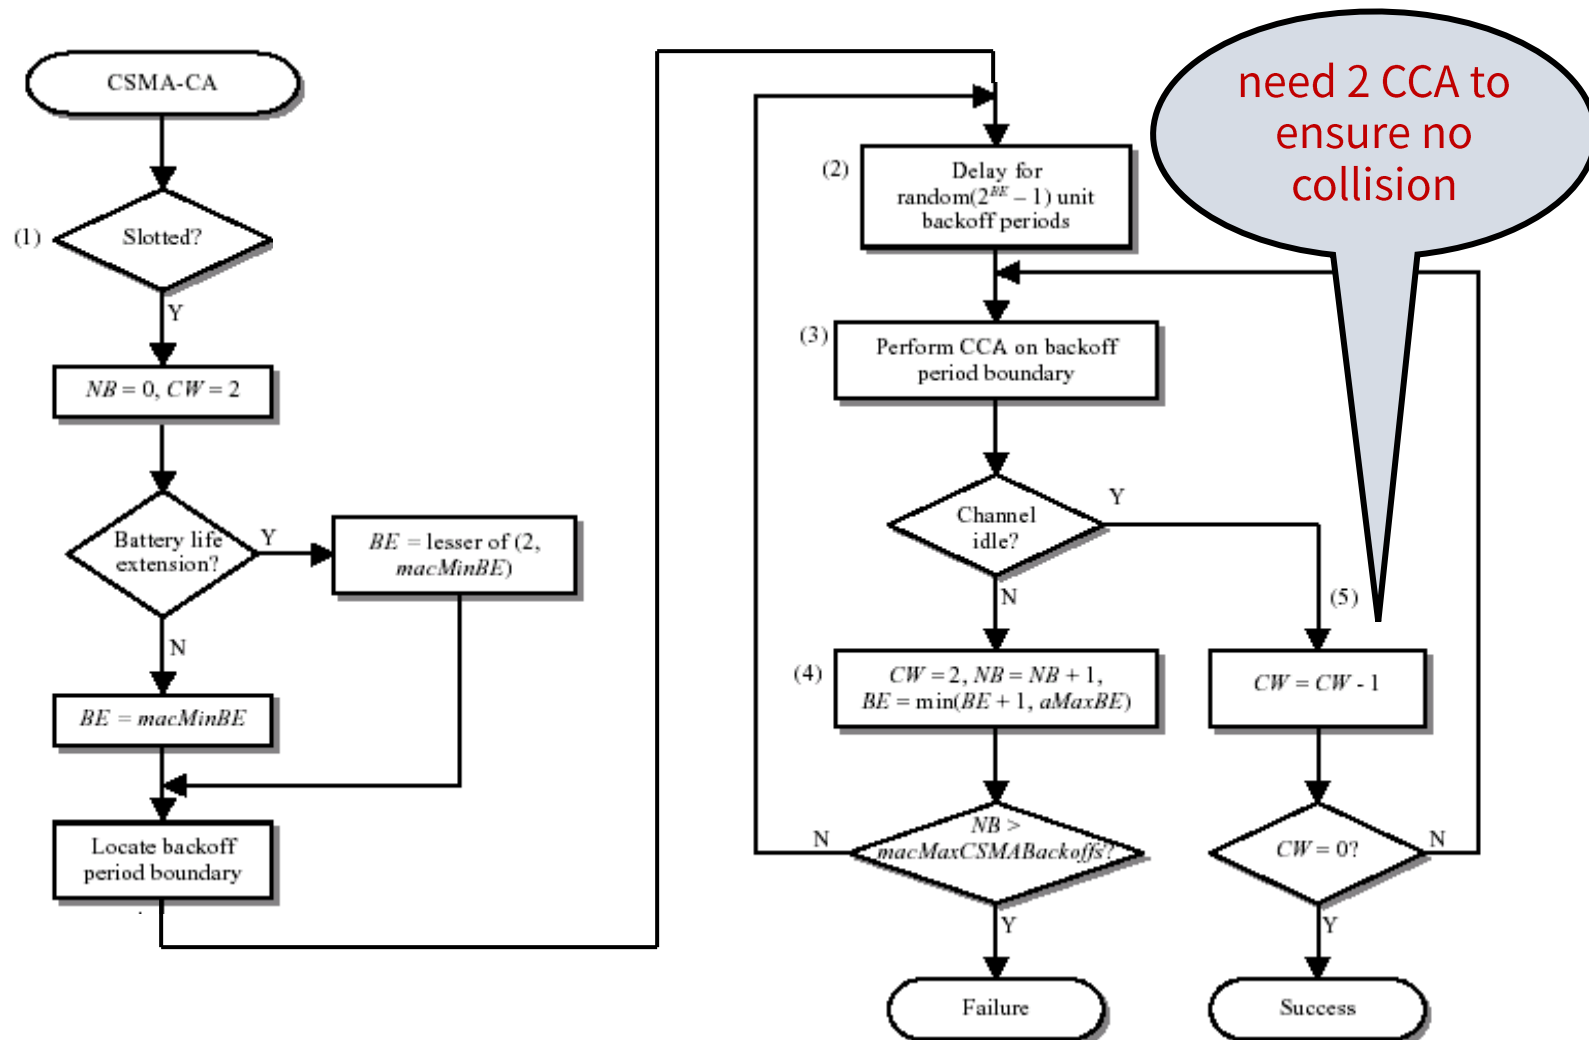 CSMA-CA
(1)
Slotted?
Y
NB = 0, CW = 2
Battery life
extension?
Y
BE = lesser of (2,
macMinBE)
N
BE = macMinBE
Locate backoff
period boundary
(2)
Delay for
random(2^BE – 1) unit
backoff periods
(3)
Perform CCA on backoff
period boundary
Channel
idle?
Y
N
(4)
CW = 2, NB = NB + 1,
BE = min(BE + 1, aMaxBE)
NB >
macMaxCSMABackoffs?
N
Y
Failure
need 2 CCA to
ensure no
collision
(5)
CW = CW - 1
CW = 0?
N
Y
Success